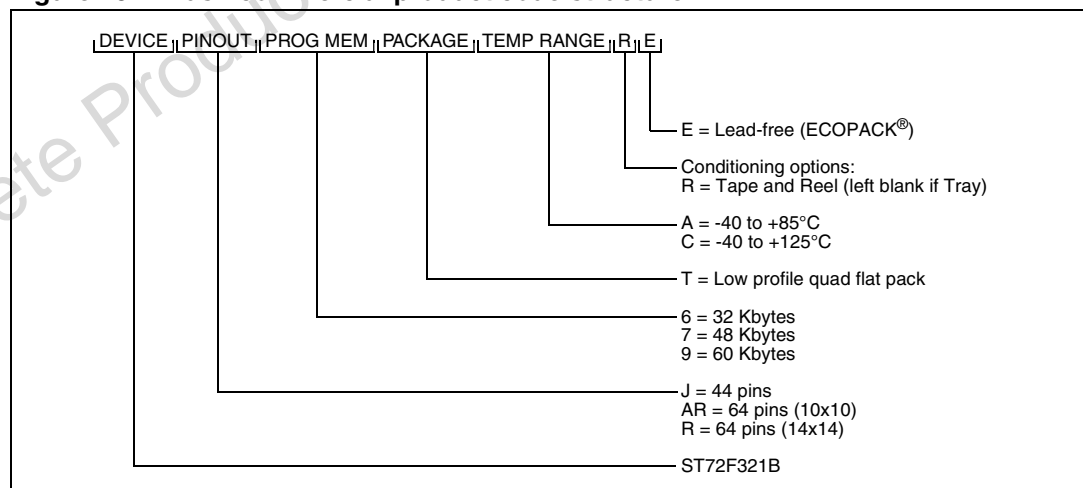 DEVICE PINOUT PROG MEM PACKAGE TEMP RANGE R E
E = Lead-free (ECOPACK®)
Conditioning options:
R = Tape and Reel (left blank if Tray)
A = -40 to +85°C
C = -40 to +125°C
T = Low profile quad flat pack
6 = 32 Kbytes
7 = 48 Kbytes
9 = 60 Kbytes
J = 44 pins
AR = 64 pins (10x10)
R = 64 pins (14x14)
ST72F321B